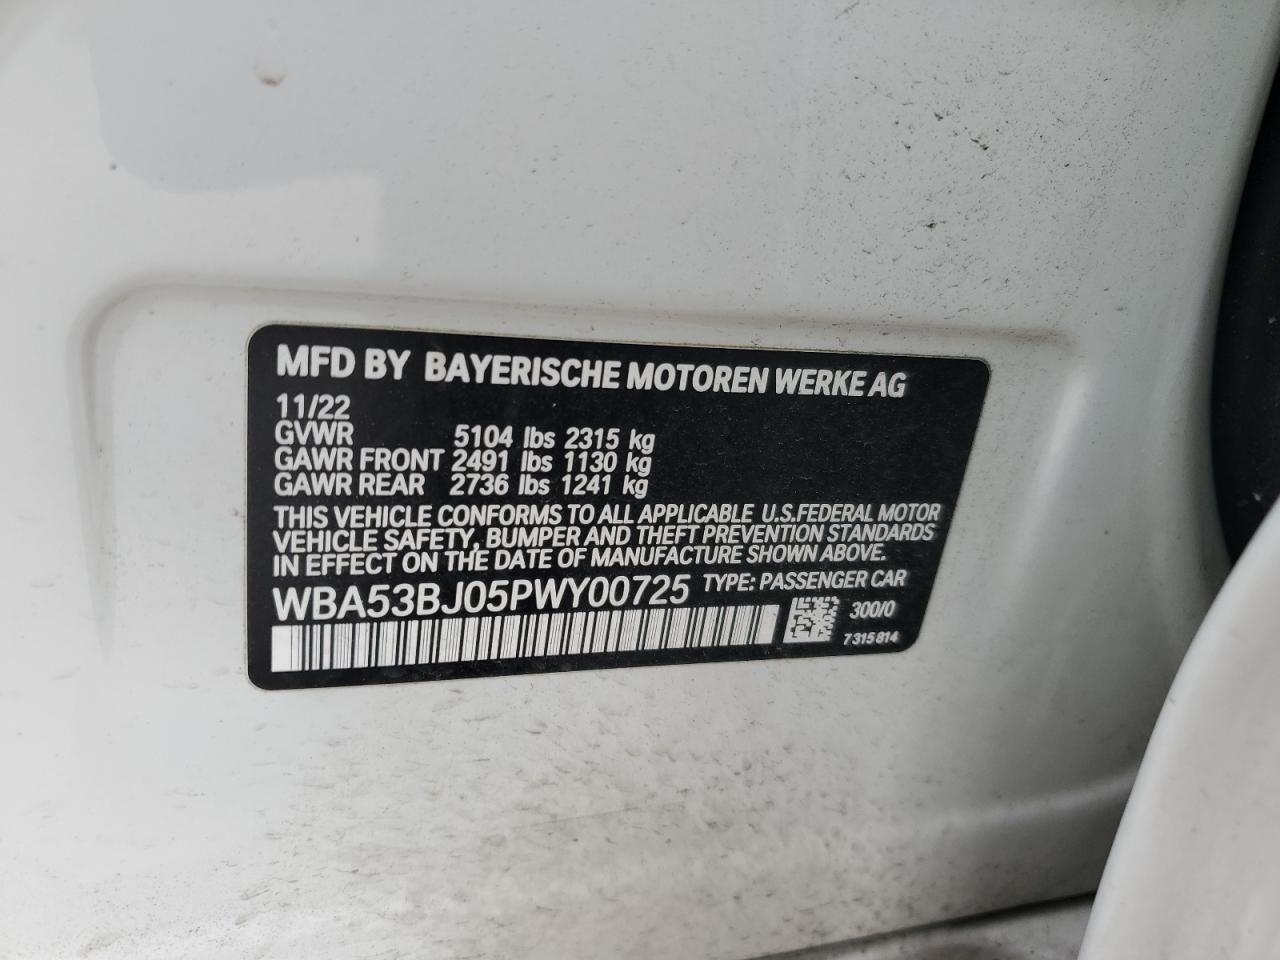 MFD BY BAYERISCHE MOTOREN WERKE AG
11/22
GVWR 5104 lbs 2315 kg
GAWR FRONT 2491 lbs 1130 kg
GAWR REAR 2736 lbs 1241 kg
THIS VEHICLE CONFORMS TO ALL APPLICABLE U.S.FEDERAL MOTOR
VEHICLE SAFETY, BUMPER AND THEFT PREVENTION STANDARDS
IN EFFECT ON THE DATE OF MANUFACTURE SHOWN ABOVE.
WBA53BJ05PWY00725 TYPE: PASSENGER CAR
300/0
7315814